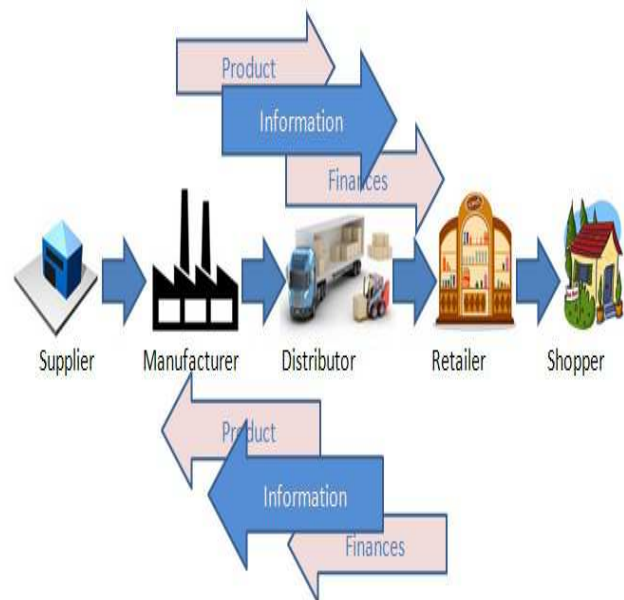 Product
Information
Finances
Supplier Manufacturer Distributor Retailer Shopper
Product
Information
Finances